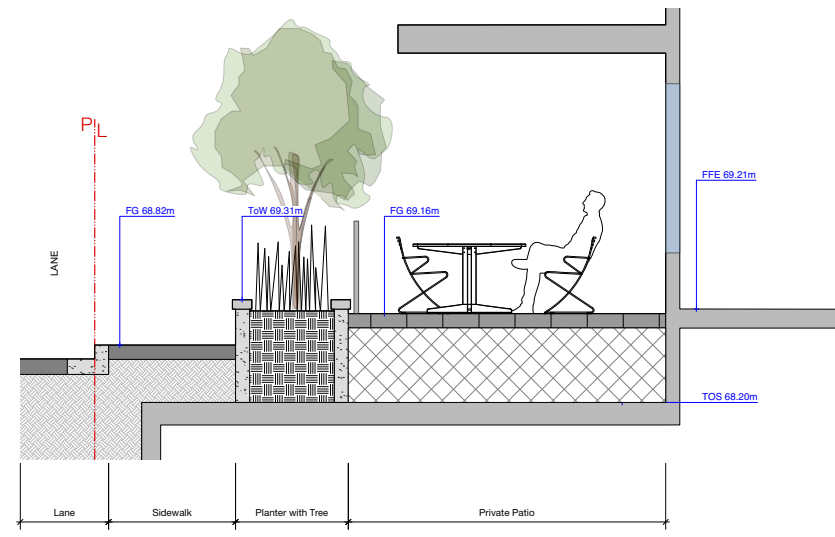 PL
FFE 69.21m
FG 68.82m
ToW 69.31m
FG 69.16m
LANE
TOS 68.20m
Lane
Sidewalk
Planter with Tree
Private Patio